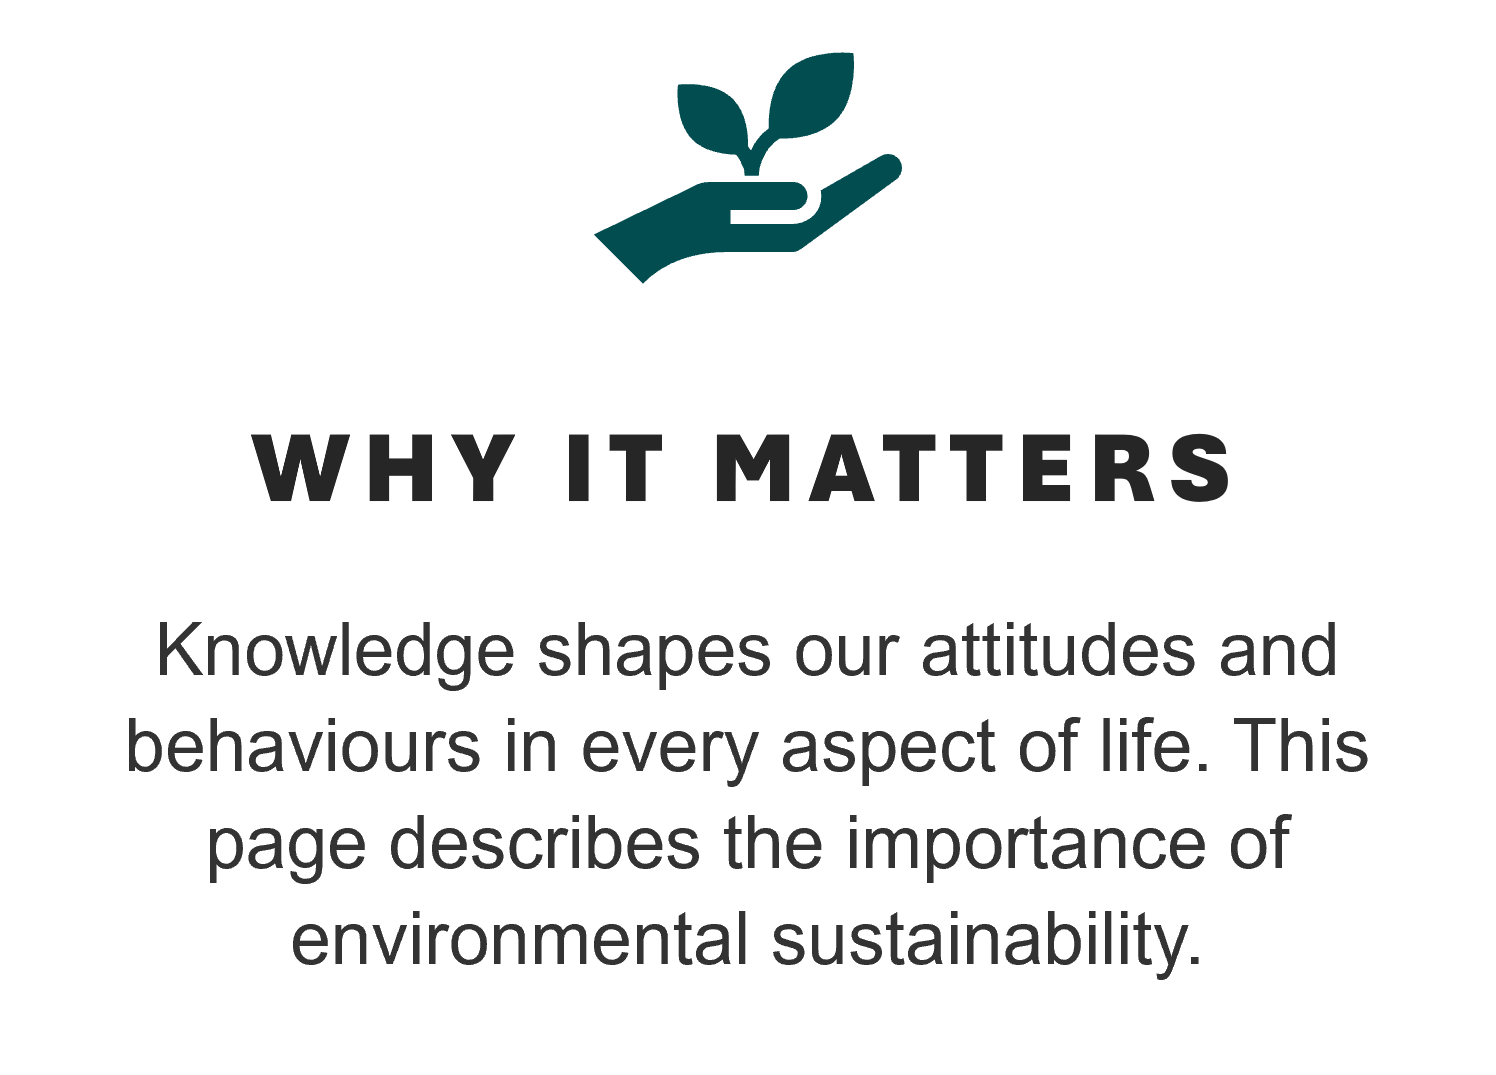 WHY IT MATTERS
Knowledge shapes our attitudes and
behaviours in every aspect of life. This
page describes the importance of
environmental sustainability.